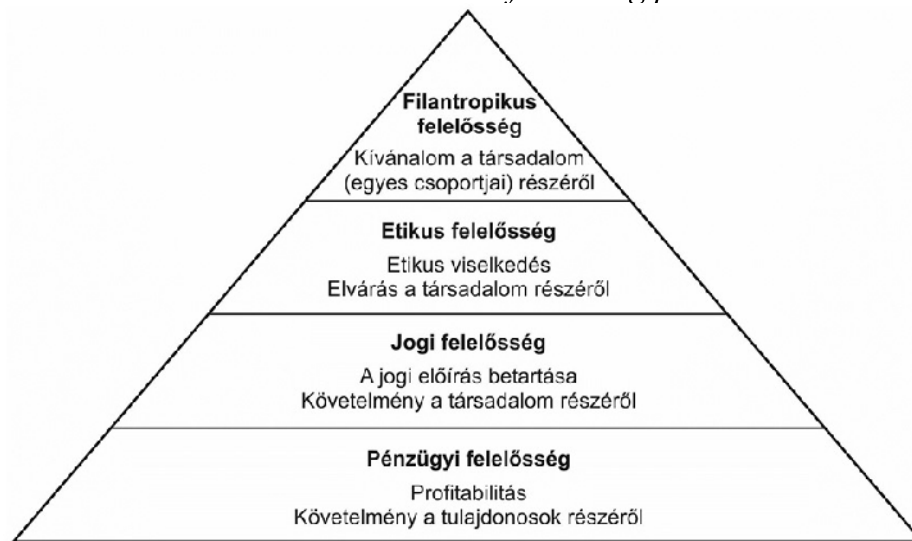 Filantropikus
felelősség
Kívánalom a társadalom
(egyes csoportjai) részéről
Etikus felelősség
Etikus viselkedés
Elvárás a társadalom részéről
Jogi felelősség
A jogi előírás betartása
Követelmény a társadalom részéről
Pénzügyi felelősség
Profitabilitás
Követelmény a tulajdonosok részéről